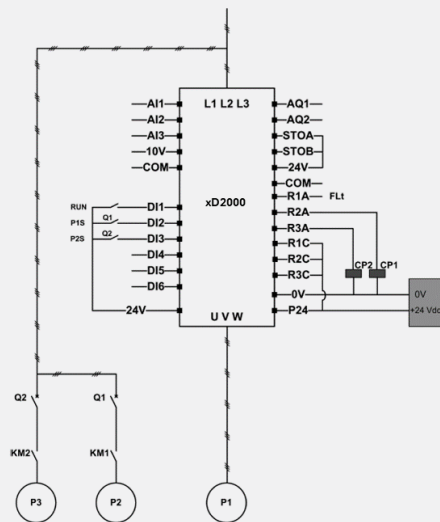 L1 L2 L3
AI1
AQ1
AI2
AQ2
AI3
STOA
10V
STOB
COM
24V
xD2000
COM
R1A FLt
RUN
DI1
R2A
P1S
Q1
DI2
R3A
P2S
Q2
DI3
R1C
DI4
R2C
CP2 CP1
DI5
R3C
DI6
0V
0V
24V
U V W
P24
+24 Vdc
Q2
Q1
KM2
KM1
P3
P2
P1